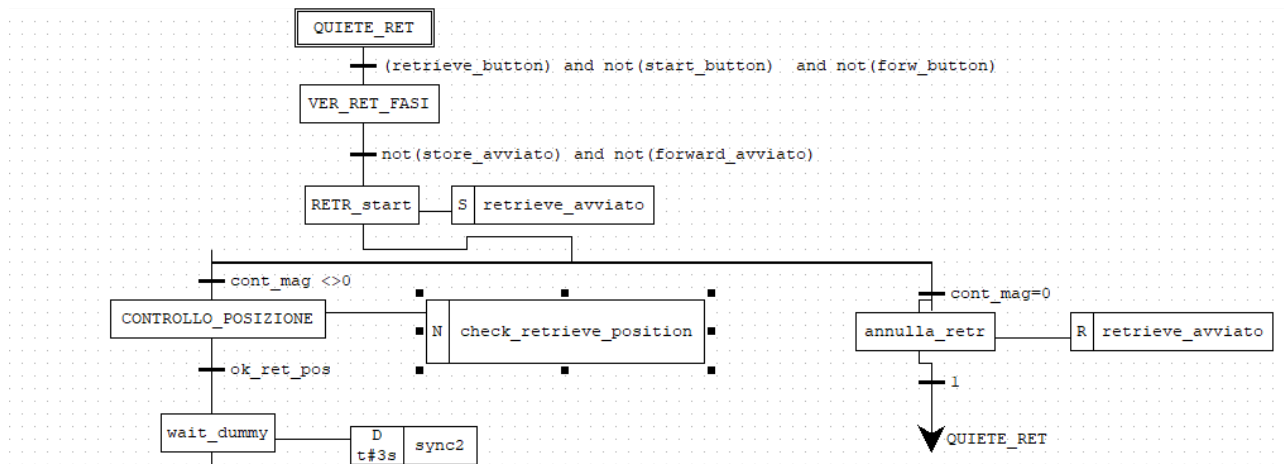 QUIETE_RET
(retrieve_button) and not(start_button)  and not(forw_button)
VER_RET_FASI
not(store_avviato) and not(forward_avviato)
RETR_start
S retrieve_avviato
cont_mag <>0
cont_mag=0
CONTROLLO_POSIZIONE
N check_retrieve_position
annulla_retr
R retrieve_avviato
ok_ret_pos
1
wait_dummy
D
t#3s
sync2
QUIETE_RET